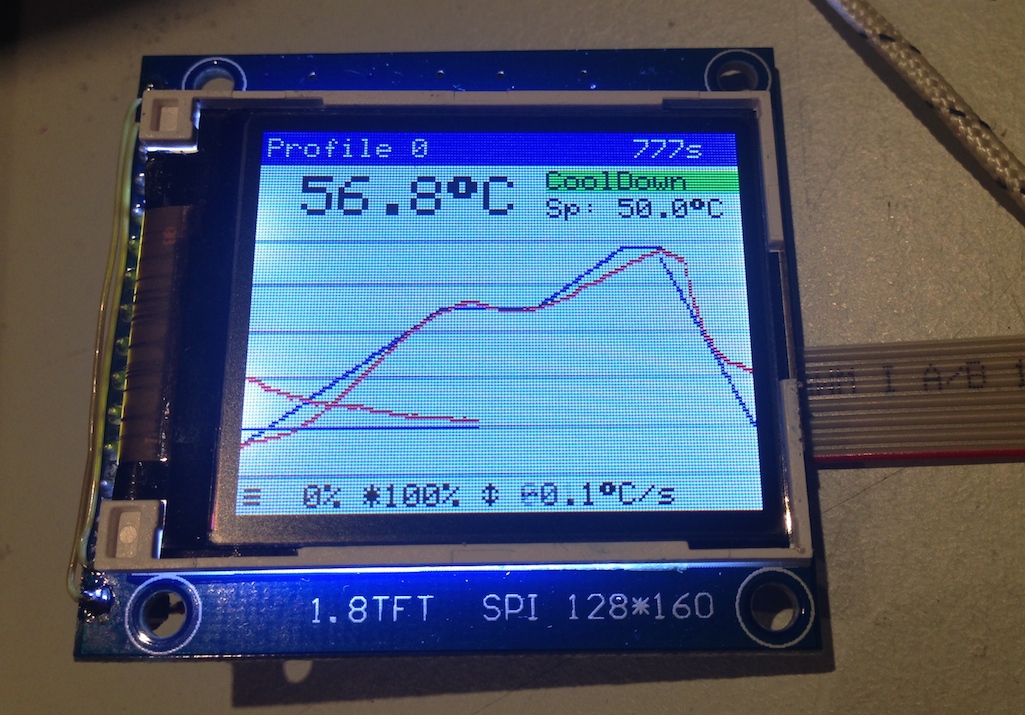 Profile 0 777s
56.8°C CoolDown
Sp: 50.0°C
≡ 0% *100% ↕ -0.1°C/s
1.8TFT SPI 128*160
A/B